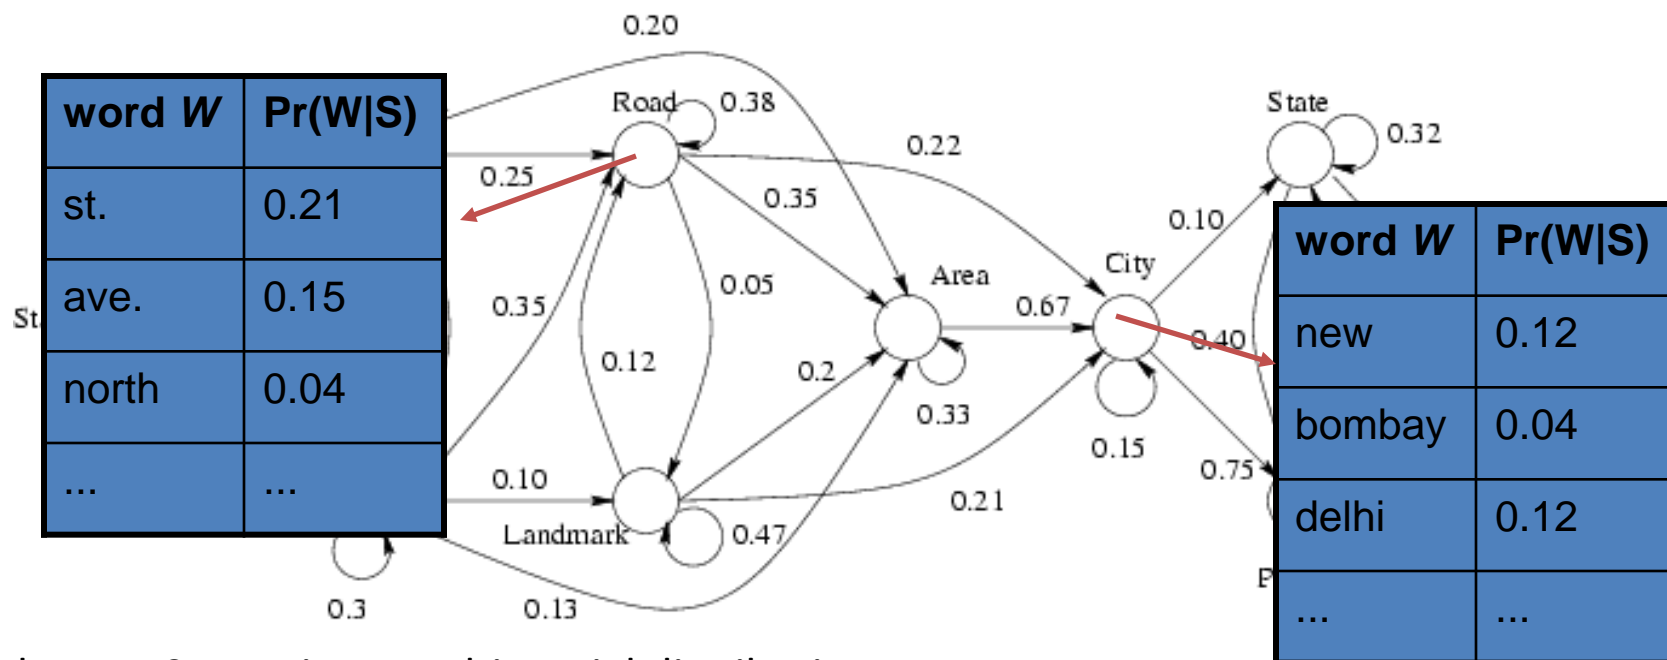 0.20
word W Pr(W|S)
st. 0.21
ave. 0.15
north 0.04
... ...
Road 0.38
0.25
0.22
0.35
State
0.32
0.10
word W Pr(W|S)
new 0.12
bombay 0.04
delhi 0.12
... ...
St.
0.35
0.05
Area
City
0.67
0.40
0.12
0.2
0.33
0.15
0.75
0.10
0.21
Landmark
0.47
P
0.3
0.13